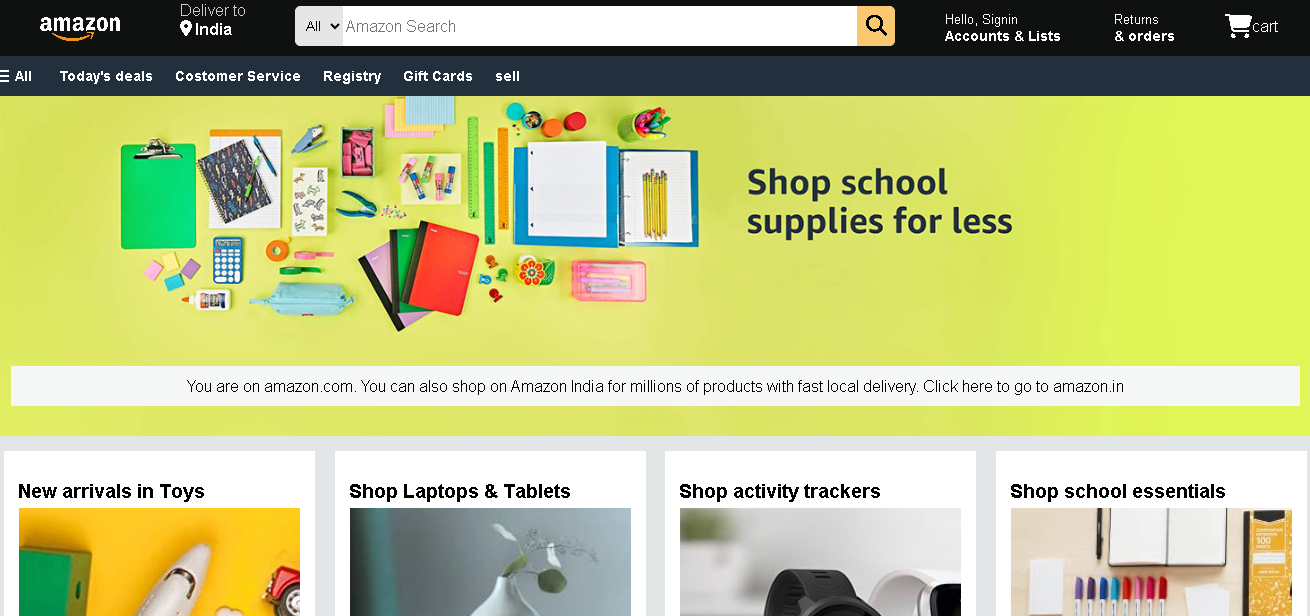 amazon
Deliver to
India
All
Amazon Search
Hello, Signin
Accounts & Lists
Returns
& orders
cart
All
Today's deals
Costomer Service
Registry
Gift Cards
sell
Shop school
supplies for less
You are on amazon.com. You can also shop on Amazon India for millions of products with fast local delivery. Click here to go to amazon.in
New arrivals in Toys
Shop Laptops & Tablets
Shop activity trackers
Shop school essentials